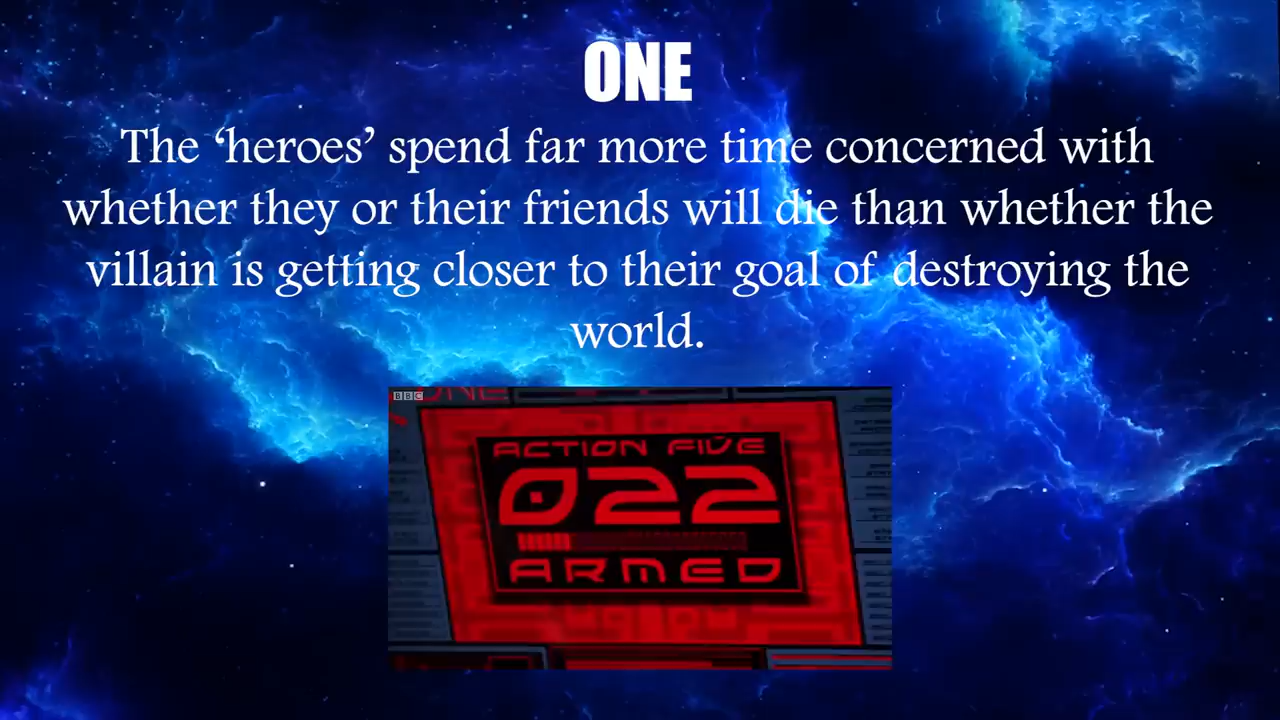 ONE
The ‘heroes’ spend far more time concerned with
whether they or their friends will die than whether the
villain is getting closer to their goal of destroying the
world.
BBC
ONE
ACTION FIVE
022
ARMED